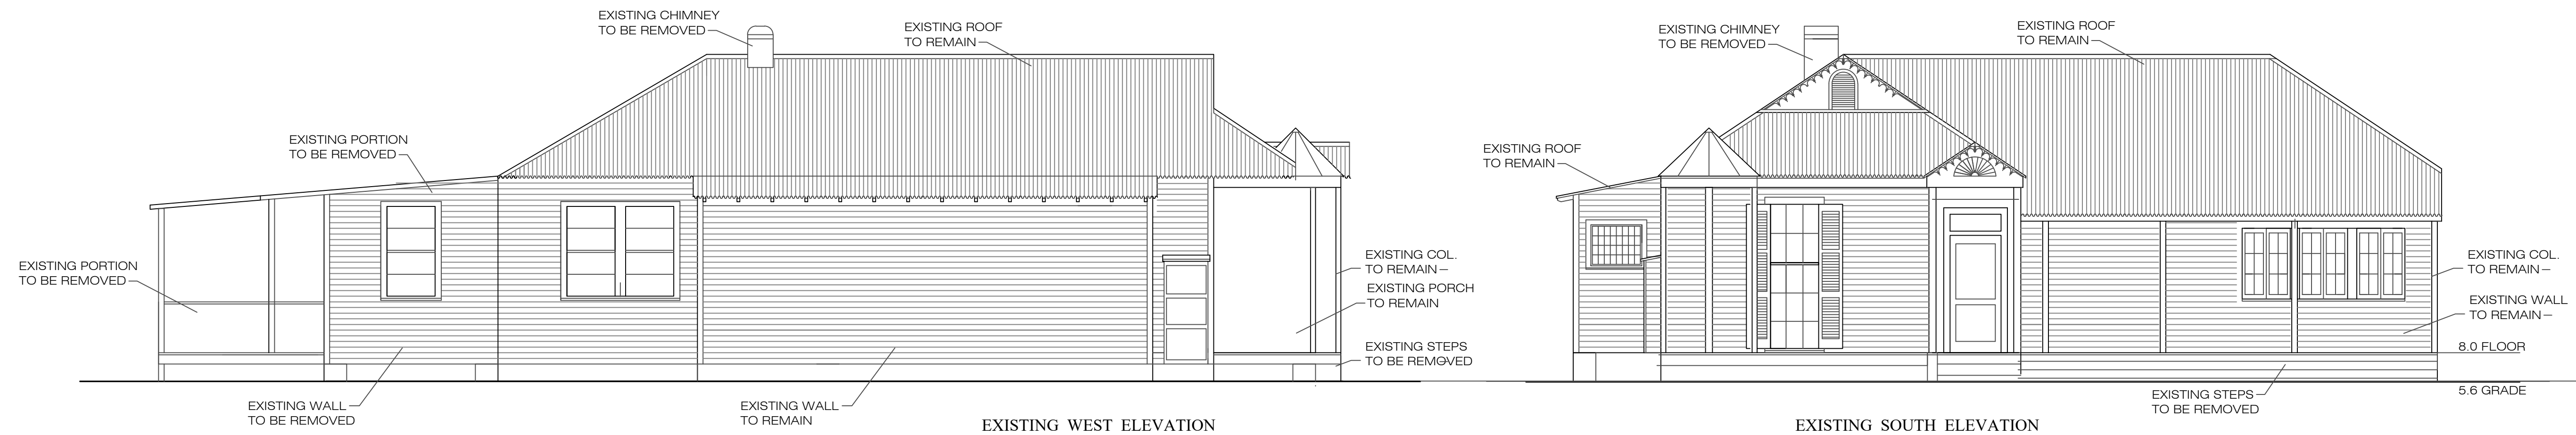 EXISTING CHIMNEY
TO BE REMOVED
EXISTING ROOF
TO REMAIN
EXISTING PORTION
TO BE REMOVED
EXISTING PORTION
TO BE REMOVED
EXISTING COL.
TO REMAIN
EXISTING PORCH
TO REMAIN
EXISTING STEPS
TO BE REMOVED
EXISTING WALL
TO BE REMOVED
EXISTING WALL
TO REMAIN
EXISTING WEST ELEVATION
EXISTING CHIMNEY
TO BE REMOVED
EXISTING ROOF
TO REMAIN
EXISTING ROOF
TO REMAIN
EXISTING COL.
TO REMAIN
EXISTING WALL
TO REMAIN
8.0 FLOOR
5.6 GRADE
EXISTING STEPS
TO BE REMOVED
EXISTING SOUTH ELEVATION